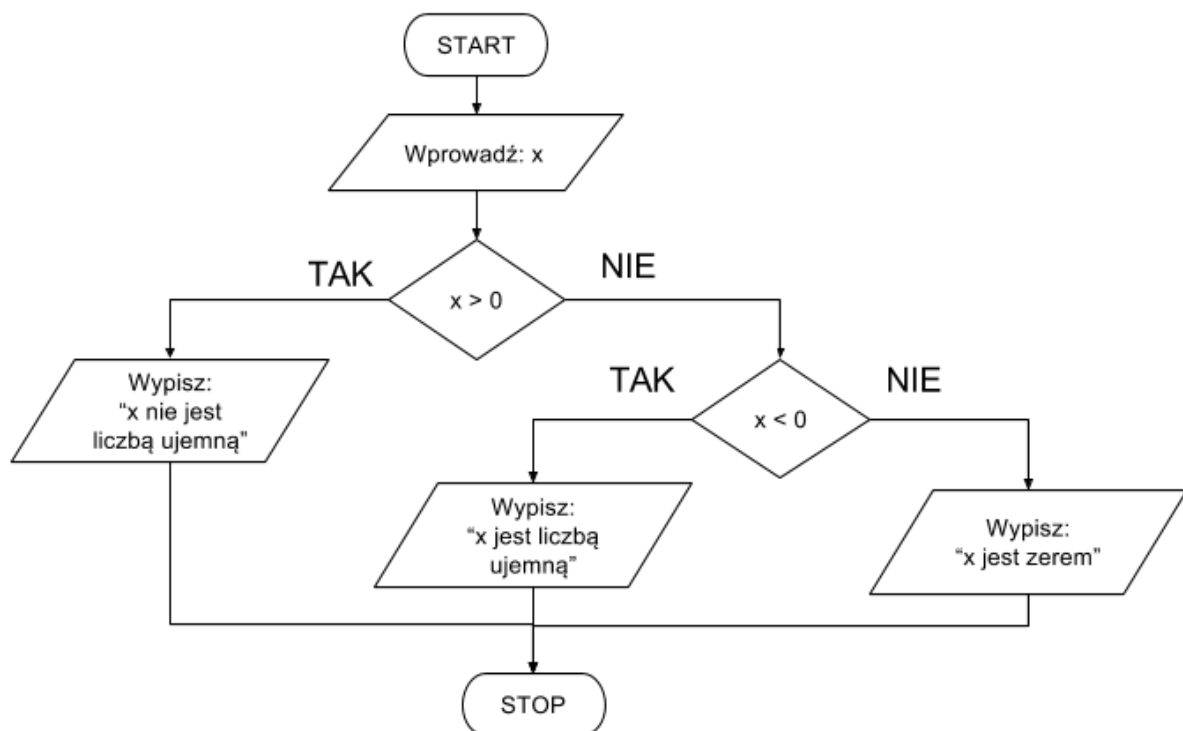 START
Wprowadź: x
TAK
NIE
x > 0
Wypisz:
“x nie jest
liczbą ujemną”
TAK
NIE
x < 0
Wypisz:
“x jest liczbą
ujemną”
Wypisz:
“x jest zerem”
STOP